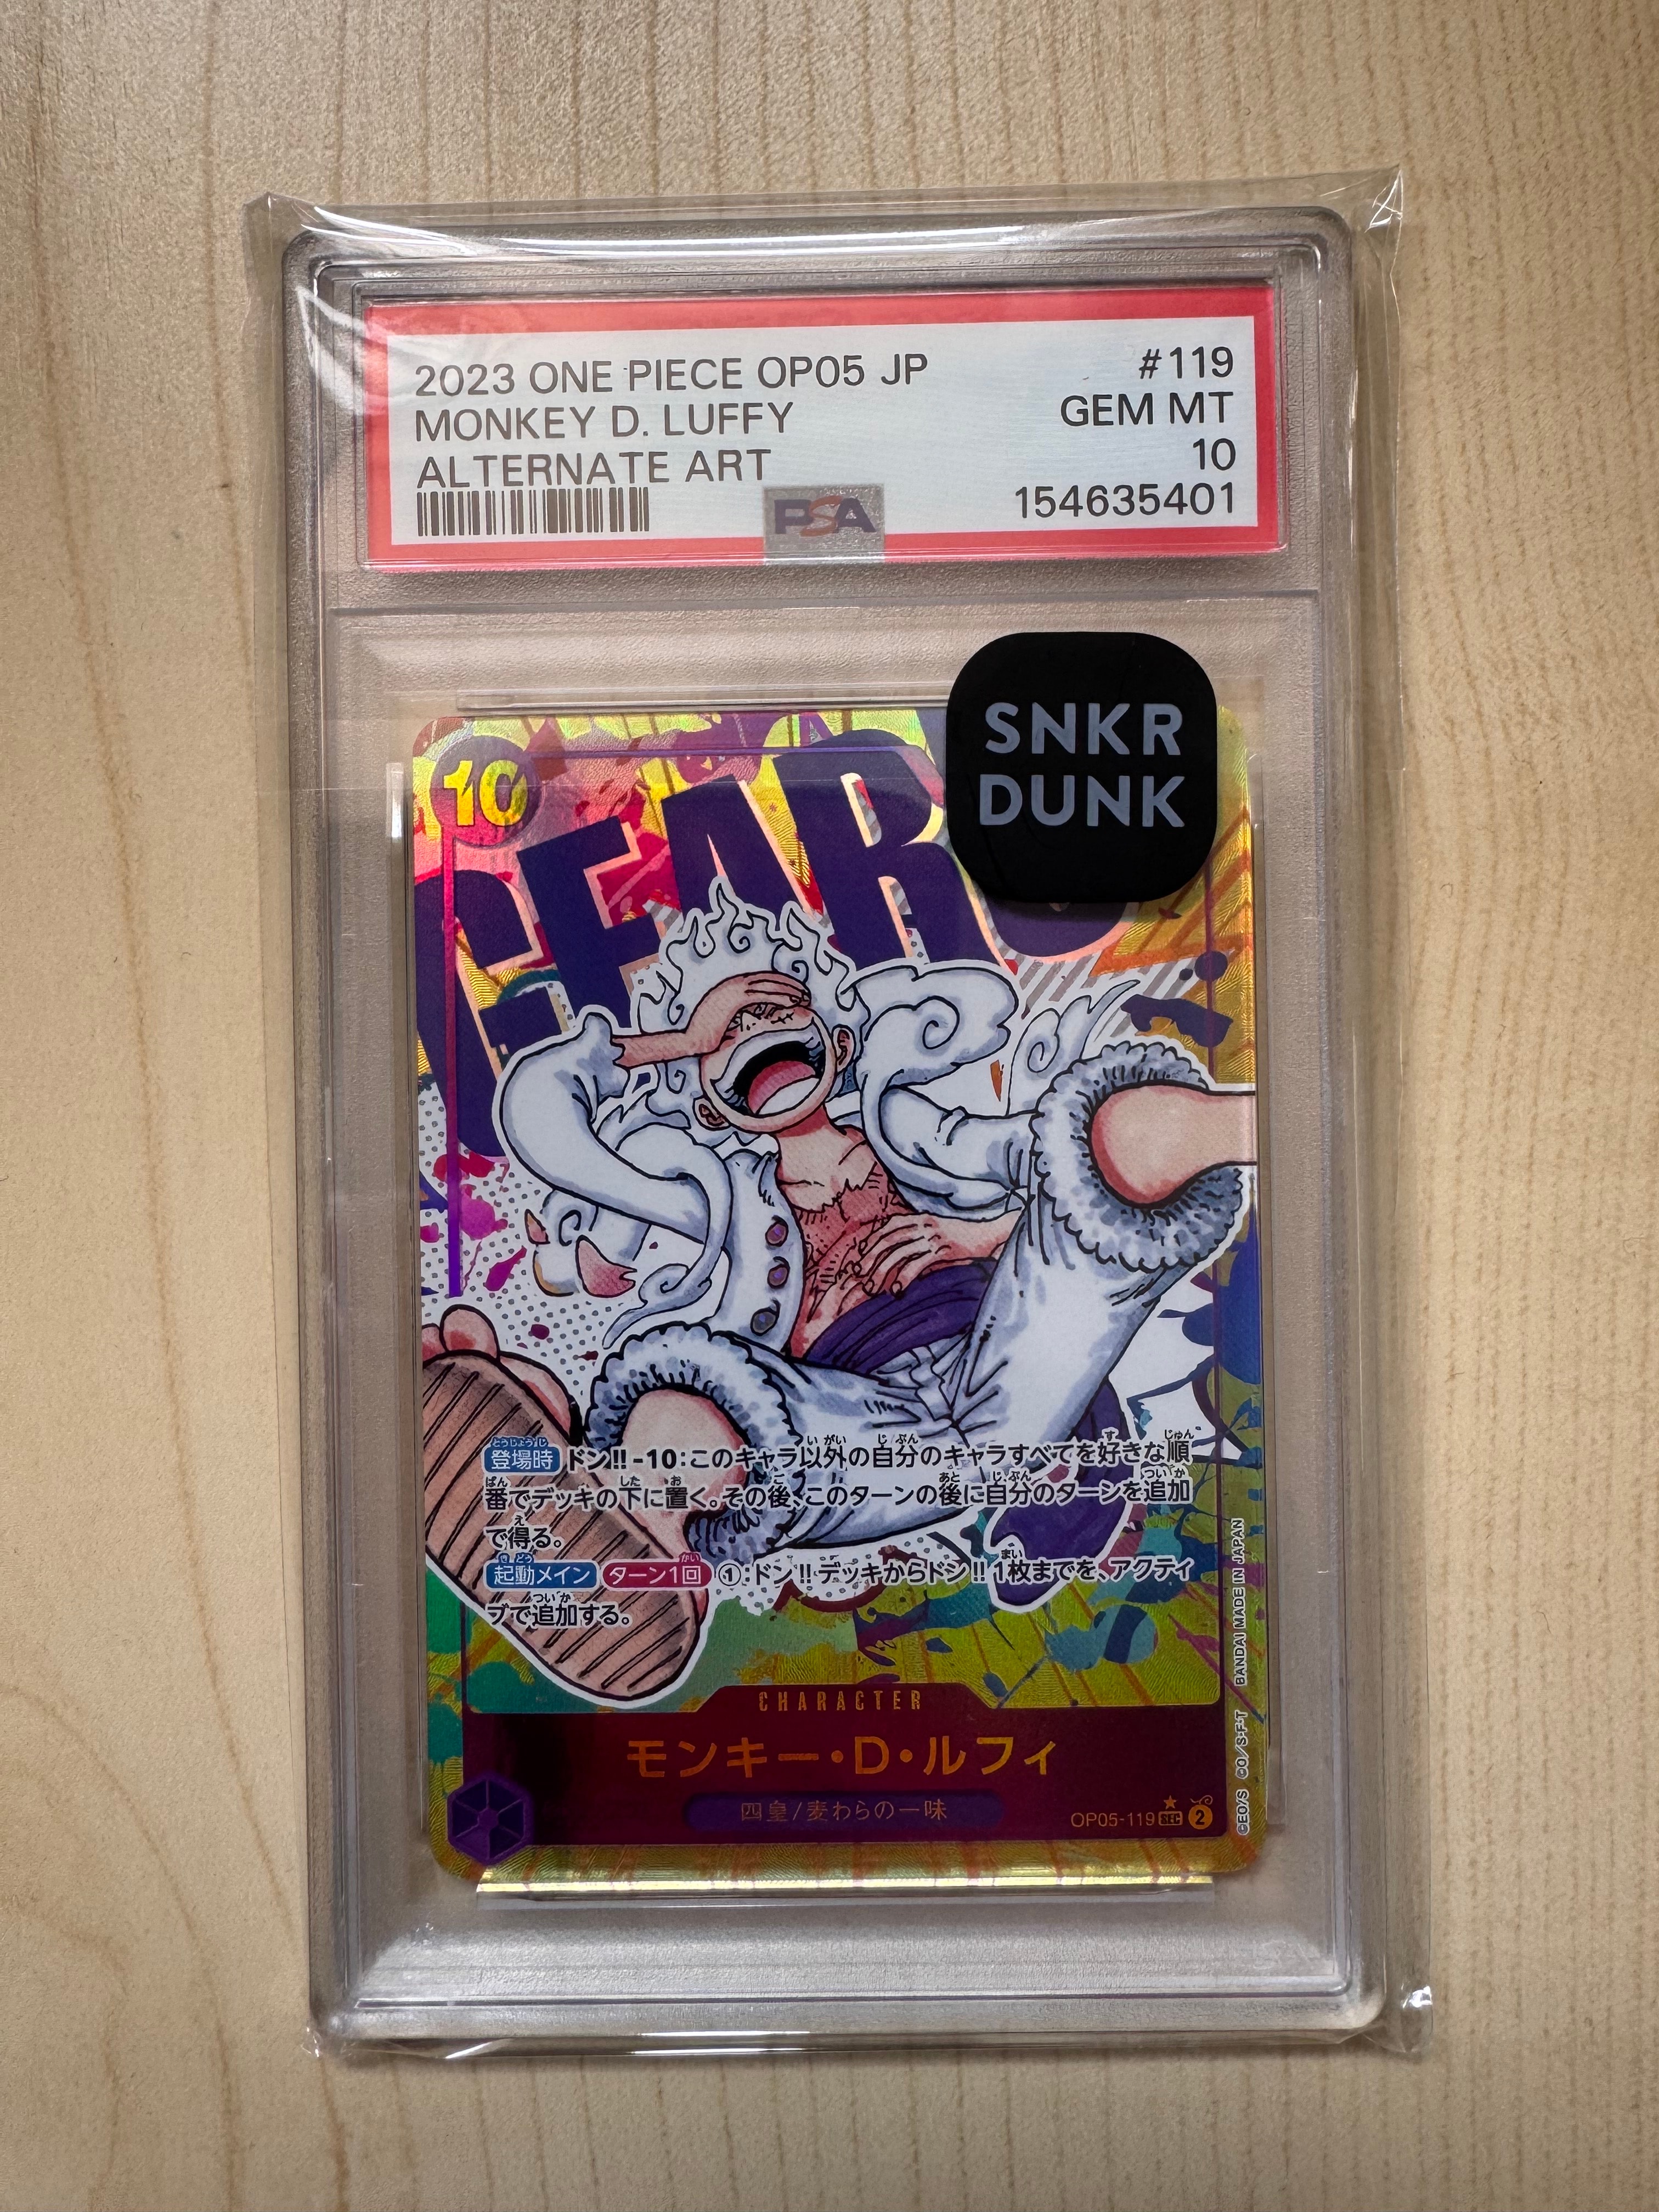 2023 ONE PIECE OP05 JP #119
MONKEY D. LUFFY GEM MT
ALTERNATE ART 10
PSA 154635401
SNKR
DUNK
10
GEAR
登場時 ドン!! -10:このキャラ以外の自分のキャラすべてを好きな順
番でデッキの下に置く。その後、このターンの後に自分のターンを追加
で得る。
起動メイン ターン1回 ①:ドン!!デッキからドン!!1枚までを、アクティ
ブで追加する。
CHARACTER
モンキー・D・ルフィ
四皇/麦わらの一味
OP05-119 SEC 2
©EO/S ©O/S・F・T BANDAI MADE IN JAPAN